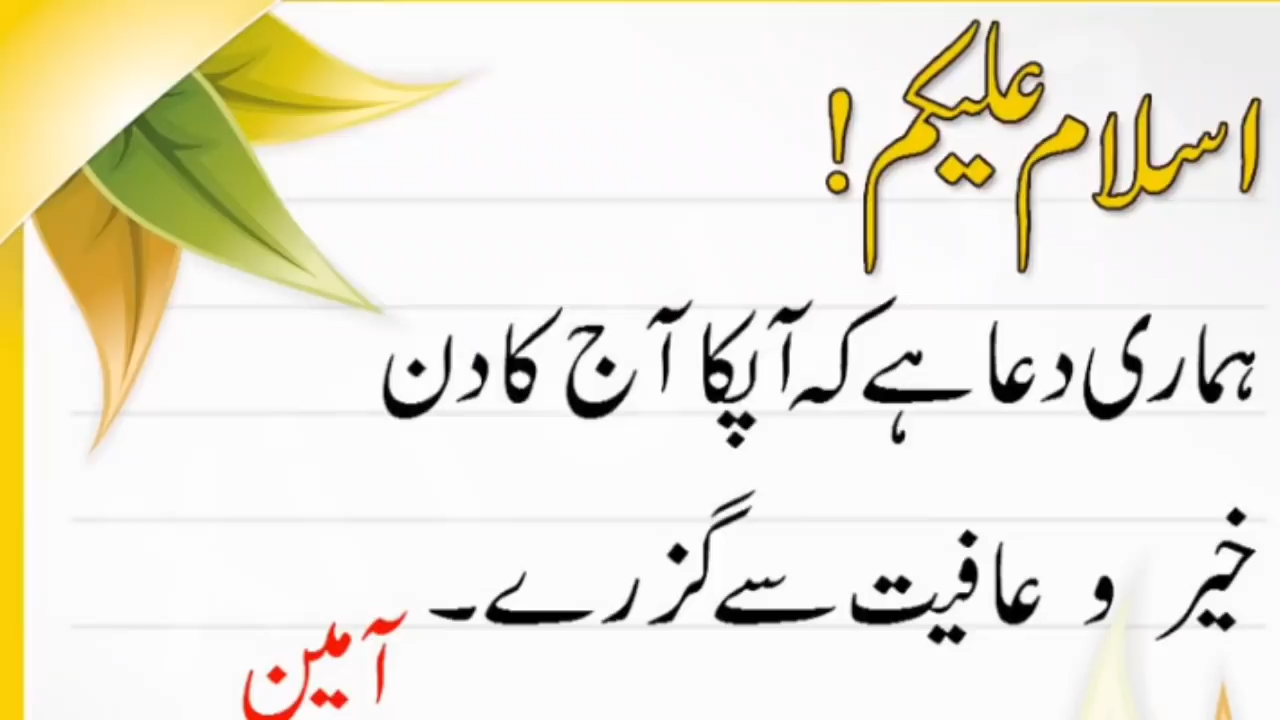 اسلام علیکم!
ہماری دعا ہے کہ آپکا آج کا دن
خیر و عافیت سے گزرے۔
آمین